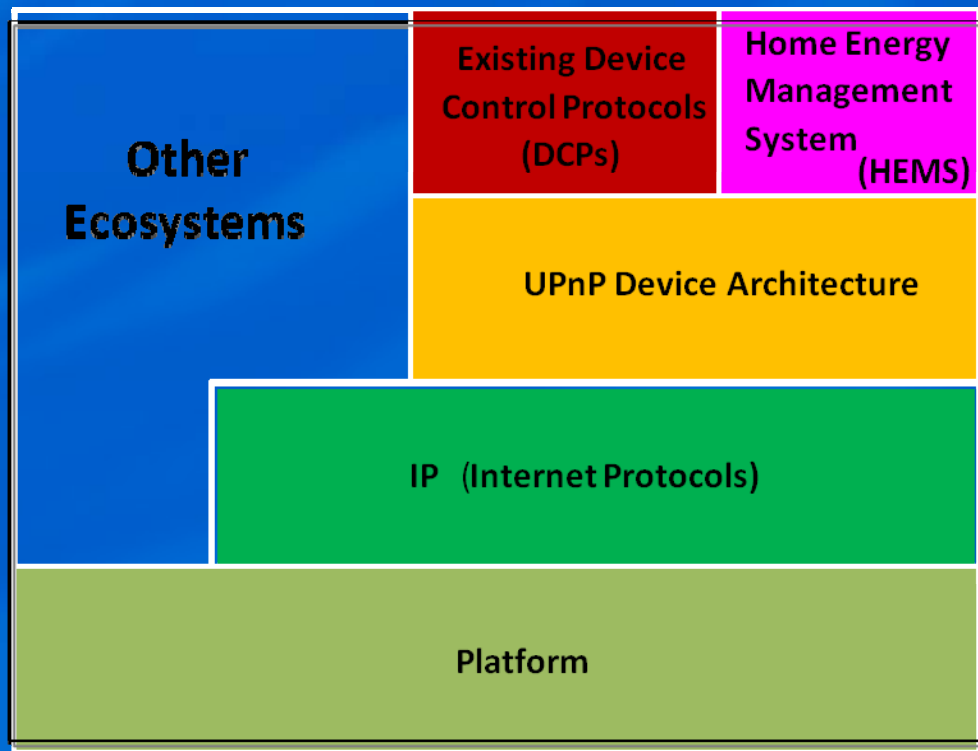 Other
Ecosystems
Existing Device
Control Protocols
(DCPs)
Home Energy
Management
System
(HEMS)
UPnP Device Architecture
IP (Internet Protocols)
Platform